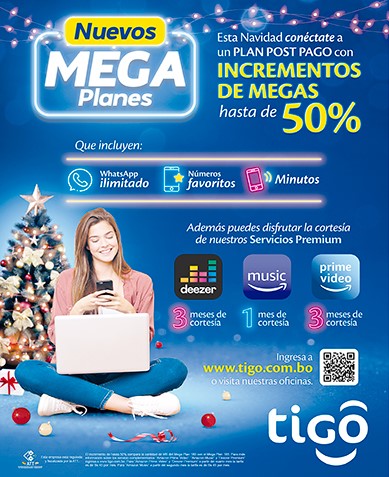 Nuevos
MEGA
Planes
Esta Navidad conéctate a
un PLAN POST PAGO con
INCREMENTOS
DE MEGAS
hasta de 50%
Que incluyen:
WhatsApp
ilimitado
Números
favoritos
Minutos
Además puedes disfrutar la cortesía
de nuestros Servicios Premium
deezer
music
prime
video
3 meses de
cortesía
1 mes de
cortesía
3 meses de
cortesía
Ingresa a
www.tigo.com.bo
o visita nuestras oficinas.
tigo